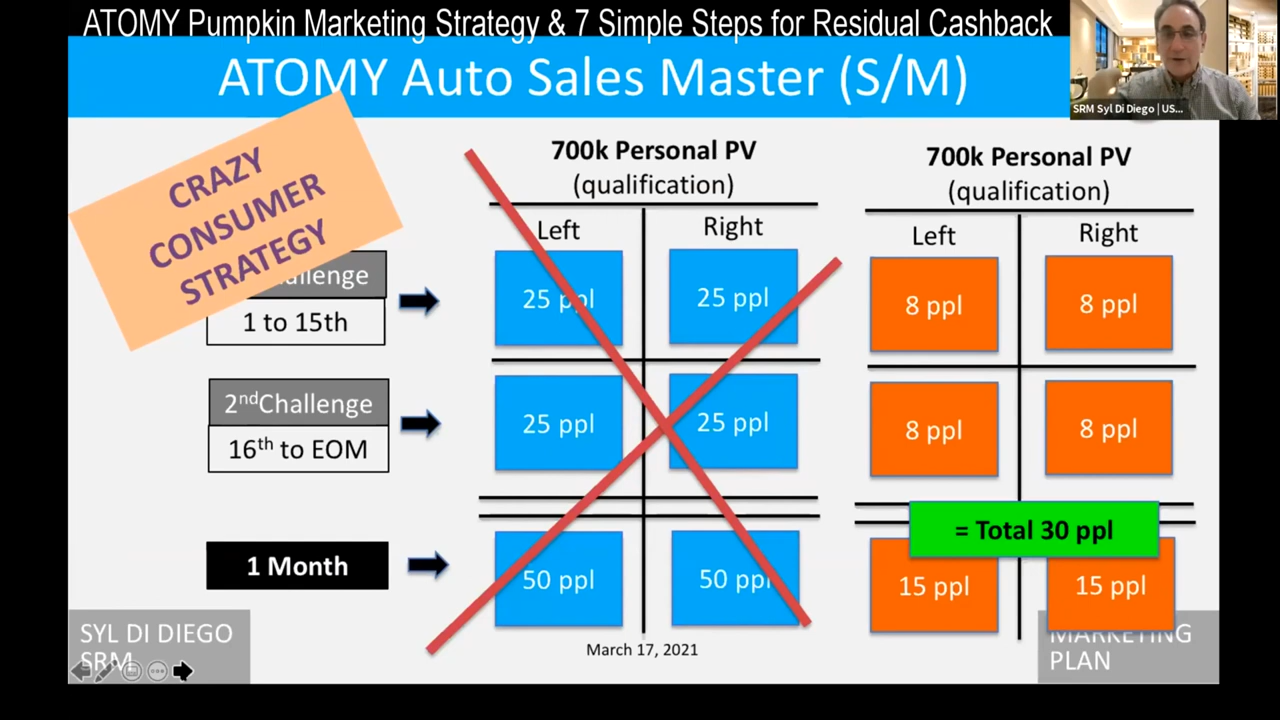 ATOMY Pumpkin Marketing Strategy & 7 Simple Steps for Residual Cashback
ATOMY Auto Sales Master (S/M)
SRM Syl Di Diego | US...
CRAZY
CONSUMER
STRATEGY
700k Personal PV
(qualification)
Left Right
700k Personal PV
(qualification)
Left Right
allenge
1 to 15th
25 ppl 25 ppl
8 ppl 8 ppl
2ndChallenge
16th to EOM
25 ppl 25 ppl
8 ppl 8 ppl
= Total 30 ppl
1 Month
50 ppl 50 ppl
15 ppl 15 ppl
SYL DI DIEGO
SRM
March 17, 2021
MARKETING
PLAN